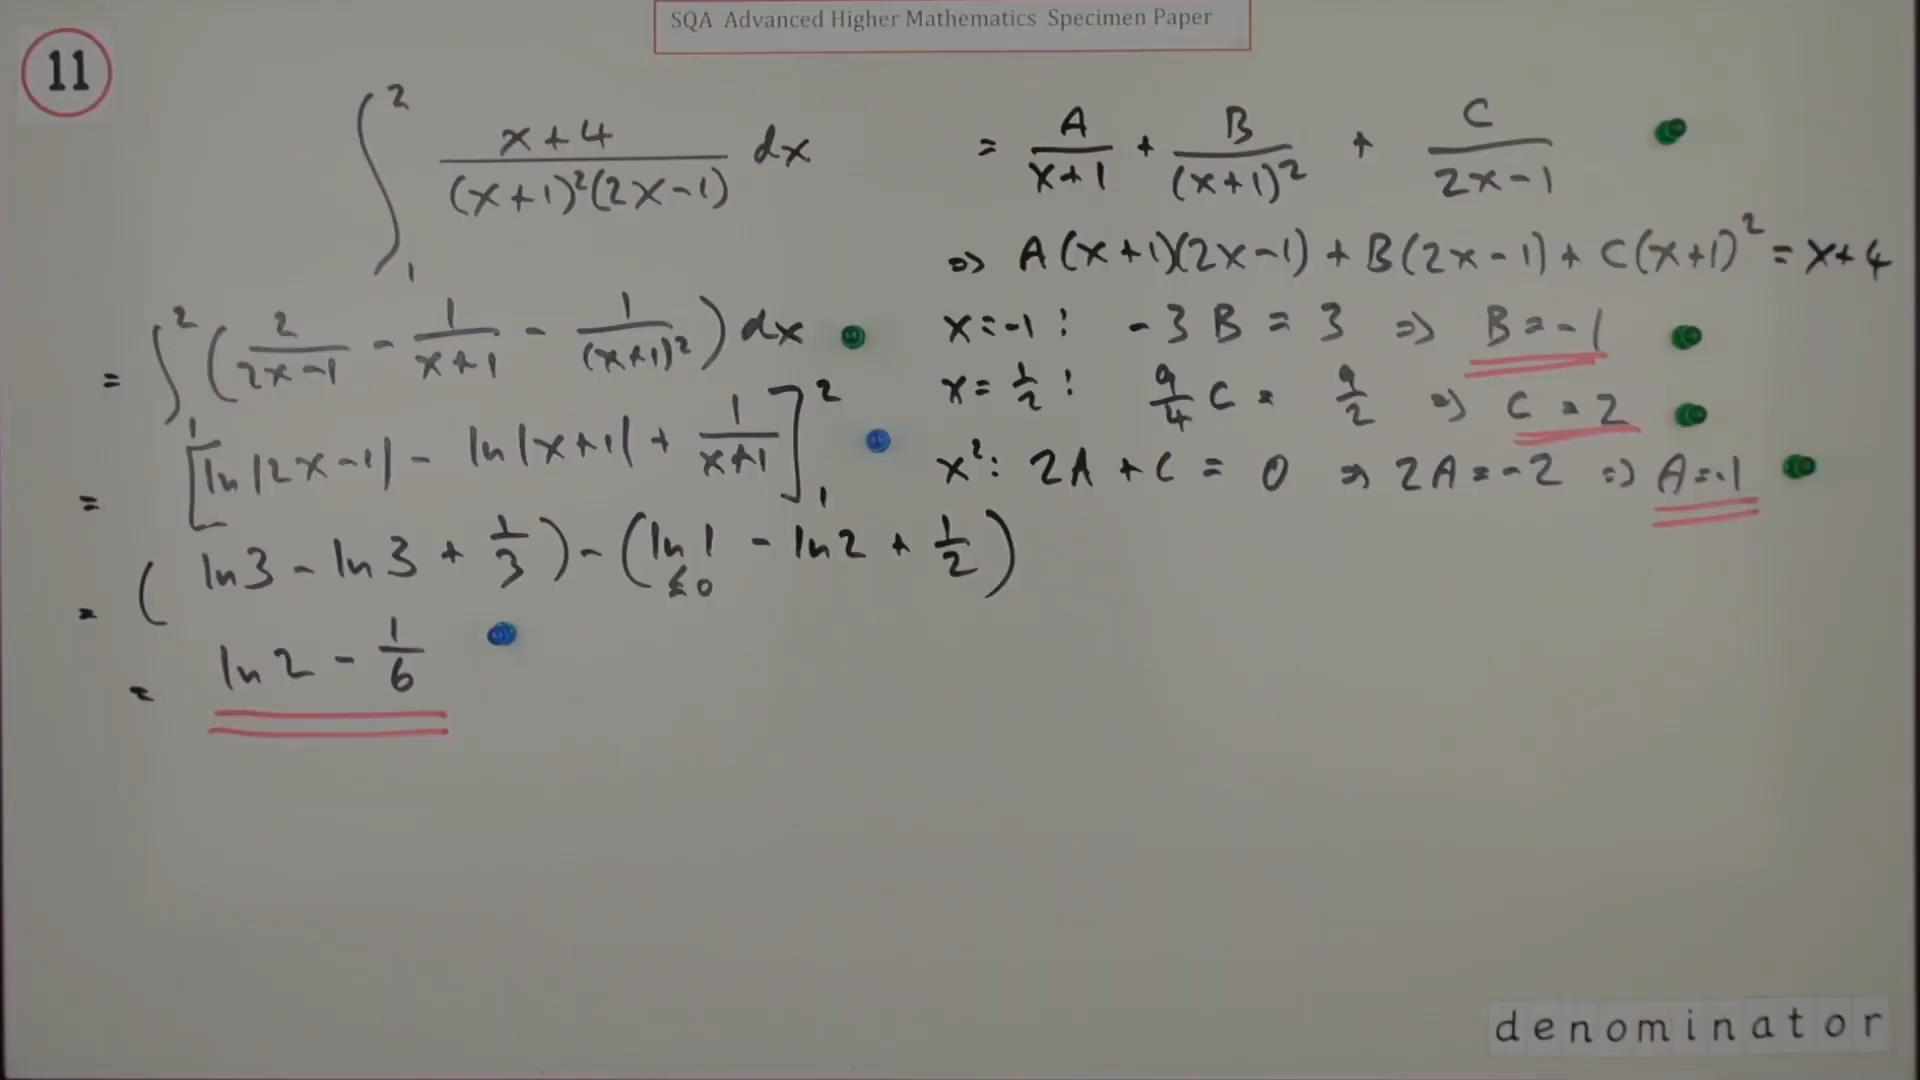 SQA Advanced Higher Mathematics Specimen Paper
11
∫₁² (x+4)/((x+1)²(2x-1)) dx = A/(x+1) + B/(x+1)² + C/(2x-1)
⇒ A(x+1)(2x-1) + B(2x-1) + C(x+1)² = x+4
= ∫₁² (2/(2x-1) - 1/(x+1) - 1/(x+1)²) dx
x=-1: -3B = 3 ⇒ B=-1
x=1/2: 9/4 C = 9/2 ⇒ C=2
= [ln|2x-1| - ln|x+1| + 1/(x+1)]₁²
x²: 2A + C = 0 ⇒ 2A=-2 ⇒ A=-1
= (ln3 - ln3 + 1/3) - (ln1 - ln2 + 1/2)
0
= ln2 - 1/6
denominator